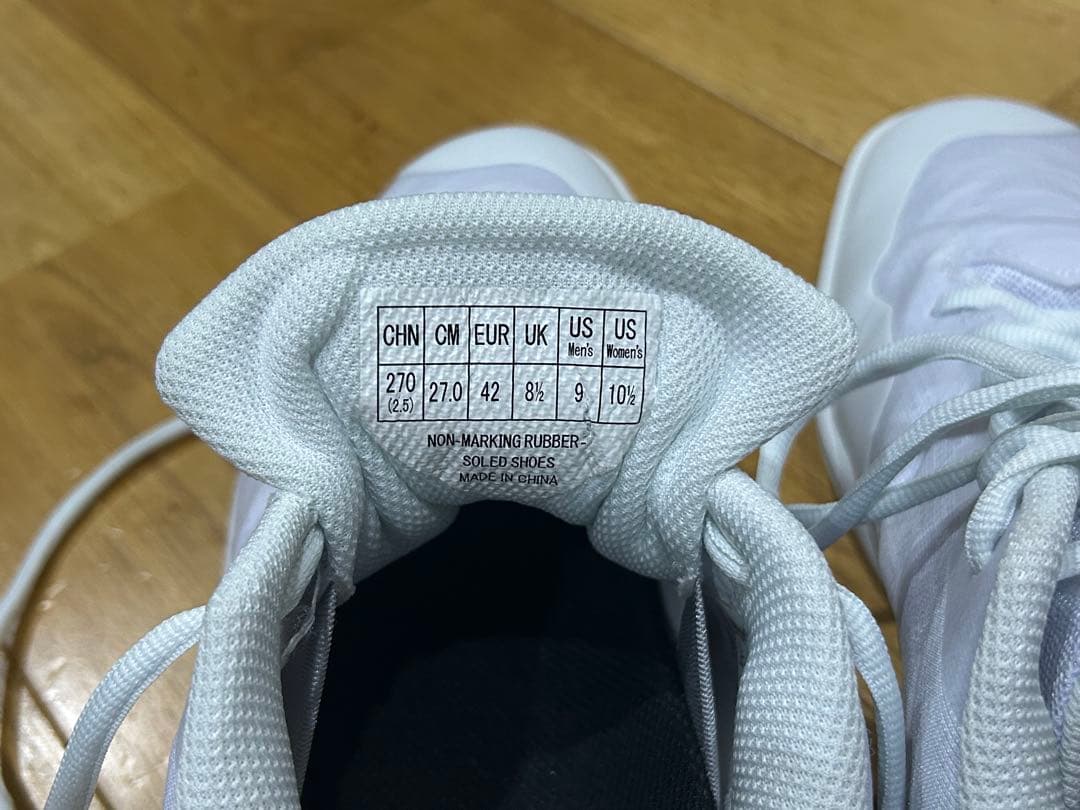 CHN CM EUR UK US Men's US Women's
270 (2.5) 27.0 42 8½ 9 10½
NON-MARKING RUBBER-
SOLED SHOES
MADE IN CHINA